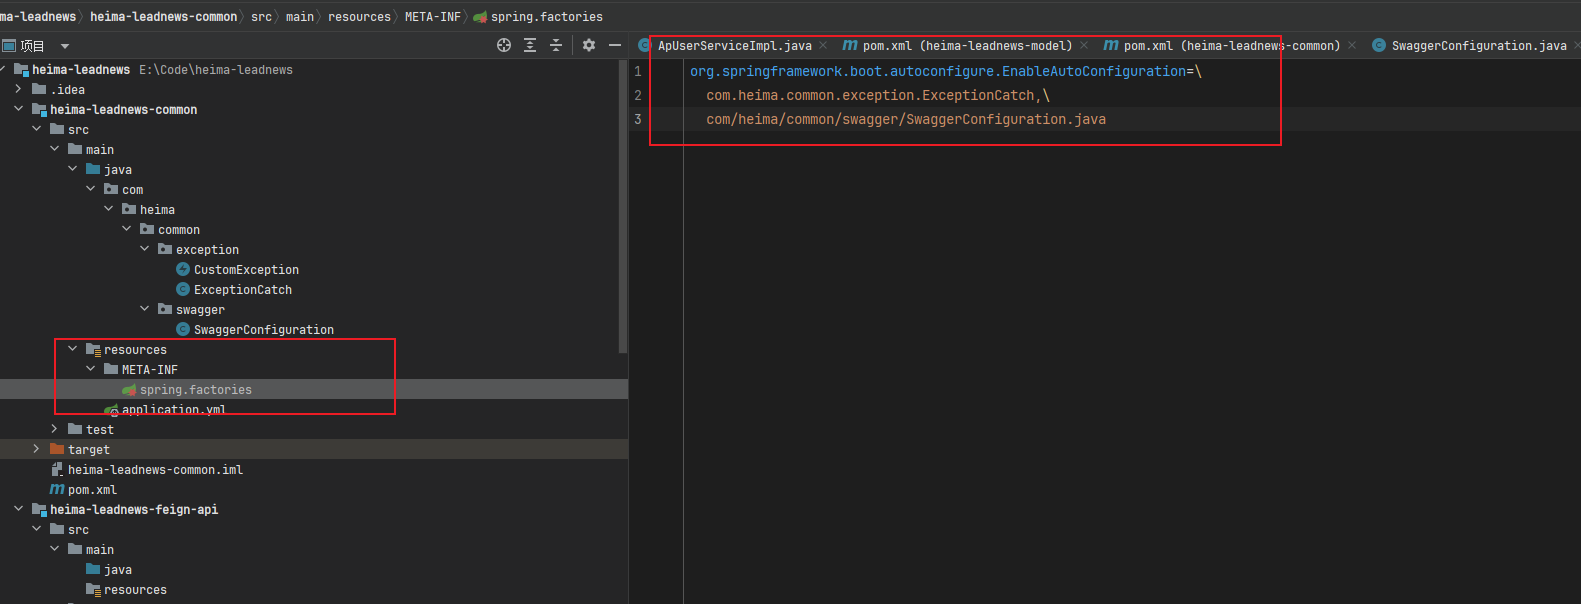 ma-leadnews heima-leadnews-common src main resources META-INF spring.factories
项目
heima-leadnews E:\Code\heima-leadnews
.idea
heima-leadnews-common
src
main
java
com
heima
common
exception
CustomException
ExceptionCatch
swagger
SwaggerConfiguration
resources
META-INF
spring.factories
application.yml
test
target
heima-leadnews-common.iml
pom.xml
heima-leadnews-feign-api
src
main
java
resources
ApUserServiceImpl.java pom.xml (heima-leadnews-model) pom.xml (heima-leadnews-common) SwaggerConfiguration.java
1 org.springframework.boot.autoconfigure.EnableAutoConfiguration=\
2 com.heima.common.exception.ExceptionCatch,\
3 com/heima/common/swagger/SwaggerConfiguration.java